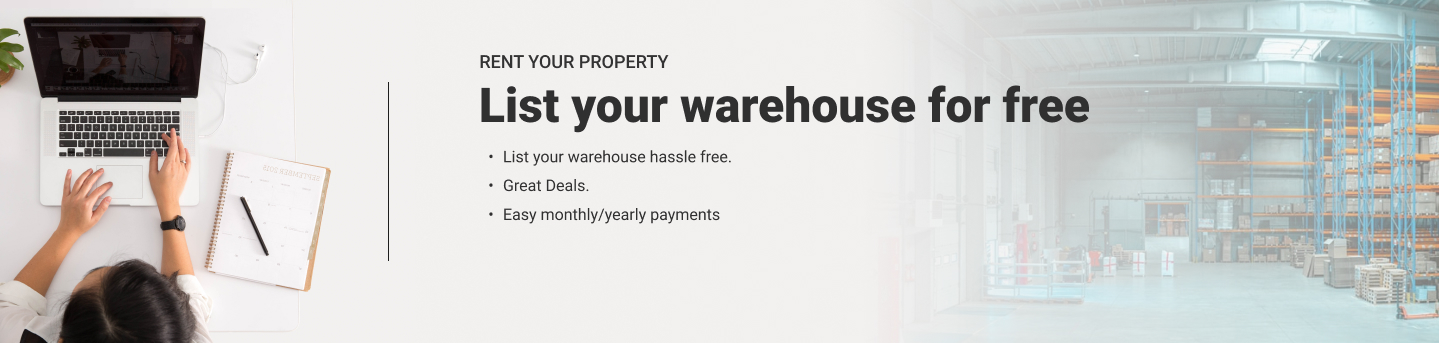 RENT YOUR PROPERTY
List your warehouse for free
• List your warehouse hassle free.
• Great Deals.
• Easy monthly/yearly payments